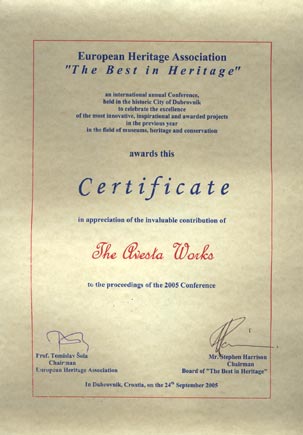 European Heritage Association
"The Best in Heritage"
an international annual Conference,
held in the historic City of Dubrovnik
to celebrate the excellence
of the most innovative, inspirational and awarded projects
in the previous year
in the field of museums, heritage and conservation
awards this
Certificate
in appreciation of the invaluable contribution of
The Avesta Works
to the proceedings of the 2005 Conference
Prof. Tomislav Šola
Chairman
European Heritage Association
Mr. Stephen Harrison
Chairman
Board of "The Best in Heritage"
In Dubrovnik, Croatia, on the 24th September 2005